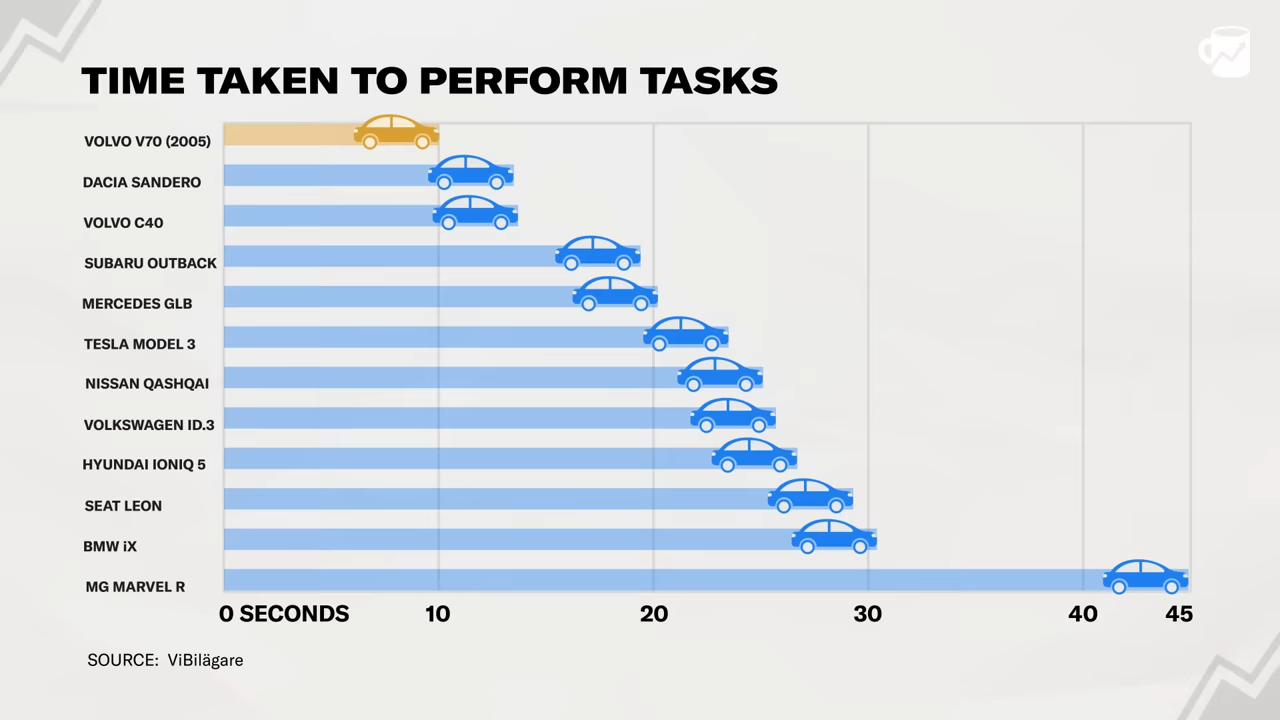 TIME TAKEN TO PERFORM TASKS
VOLVO V70 (2005)
DACIA SANDERO
VOLVO C40
SUBARU OUTBACK
MERCEDES GLB
TESLA MODEL 3
NISSAN QASHQAI
VOLKSWAGEN ID.3
HYUNDAI IONIQ 5
SEAT LEON
BMW iX
MG MARVEL R
0 SECONDS 10 20 30 40 45
SOURCE: ViBilägare